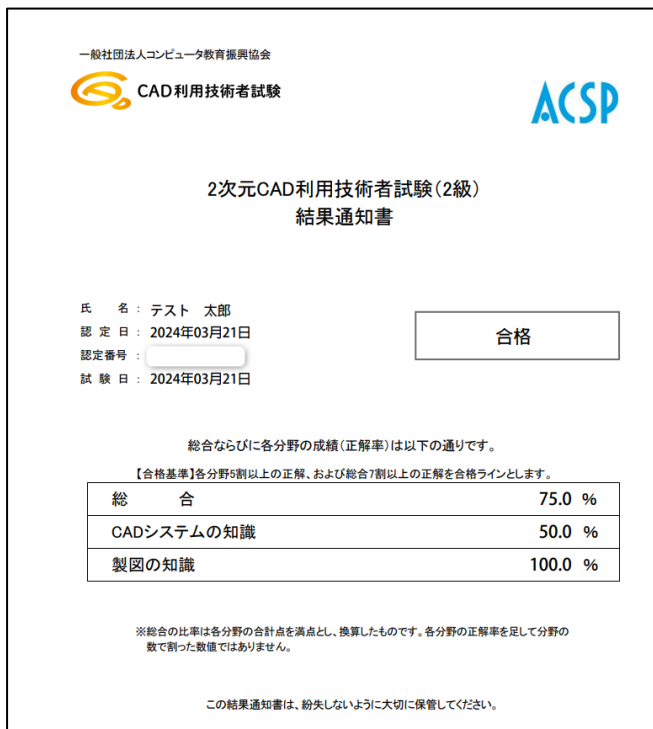 一般社団法人コンピュータ教育振興協会
CAD利用技術者試験
ACSP
2次元CAD利用技術者試験(2級)
結果通知書
氏　名：テスト　太郎
認定日：2024年03月21日
認定番号：
試験日：2024年03月21日
合格
総合ならびに各分野の成績(正解率)は以下の通りです。
【合格基準】各分野5割以上の正解、および総合7割以上の正解を合格ラインとします。
総　合　75.0 %
CADシステムの知識　50.0 %
製図の知識　100.0 %
※総合の比率は各分野の合計点を満点とし、換算したものです。各分野の正解率を足して分野の
数で割った数値ではありません。
この結果通知書は、紛失しないように大切に保管してください。